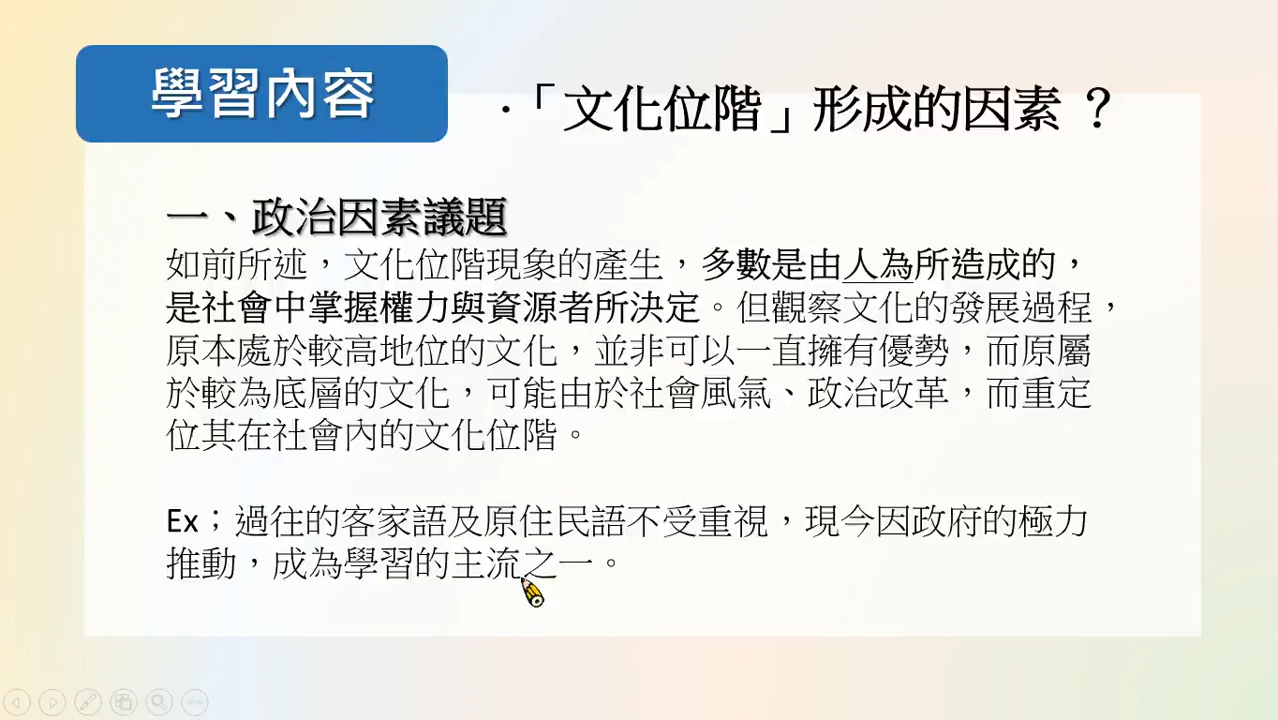 學習內容
·「文化位階」形成的因素？
一、政治因素議題
如前所述，文化位階現象的產生，多數是由人為所造成的，
是社會中掌握權力與資源者所決定。但觀察文化的發展過程，
原本處於較高地位的文化，並非可以一直擁有優勢，而原屬
於較為底層的文化，可能由於社會風氣、政治改革，而重定
位其在社會內的文化位階。
Ex；過往的客家語及原住民語不受重視，現今因政府的極力
推動，成為學習的主流之一。